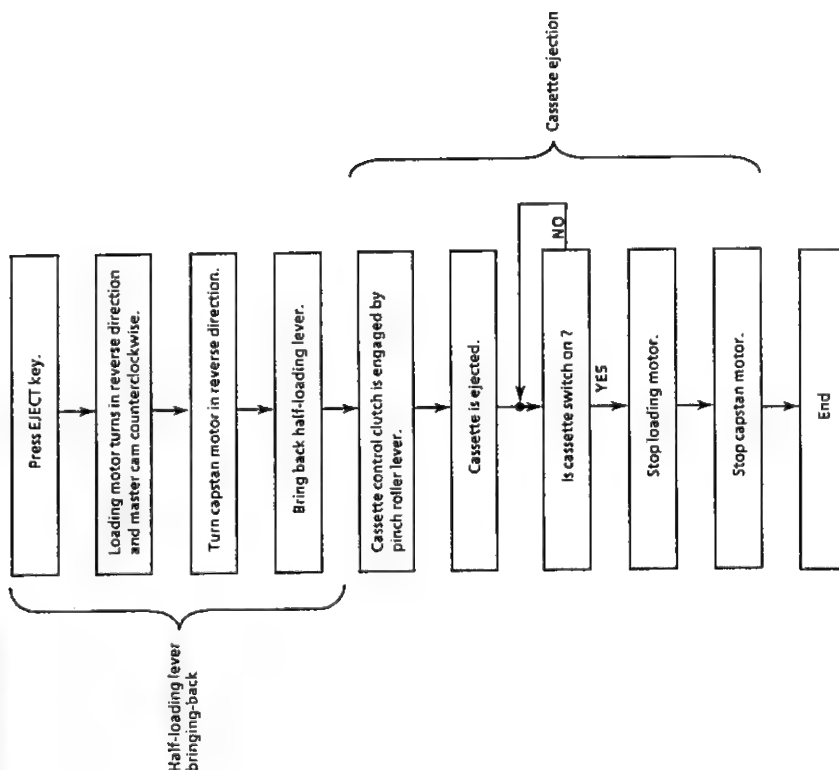 Press EJECT key.
Loading motor turns in reverse direction
and master cam counterclockwise.
Turn capstan motor in reverse direction.
Bring back half-loading lever.
Half-loading lever
bringing-back
Cassette control clutch is engaged by
pinch roller lever.
Cassette is ejected.
Is cassette switch on ?
NO
YES
Stop loading motor.
Stop capstan motor.
Cassette ejection
End